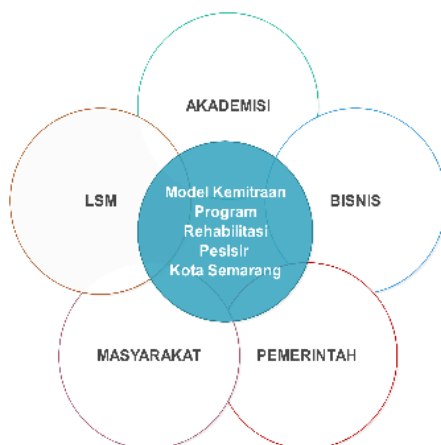 AKADEMISI
LSM
Model Kemitraan
Program
Rehabilitasi
Pesisir
Kota Semarang
BISNIS
MASYARAKAT
PEMERINTAH